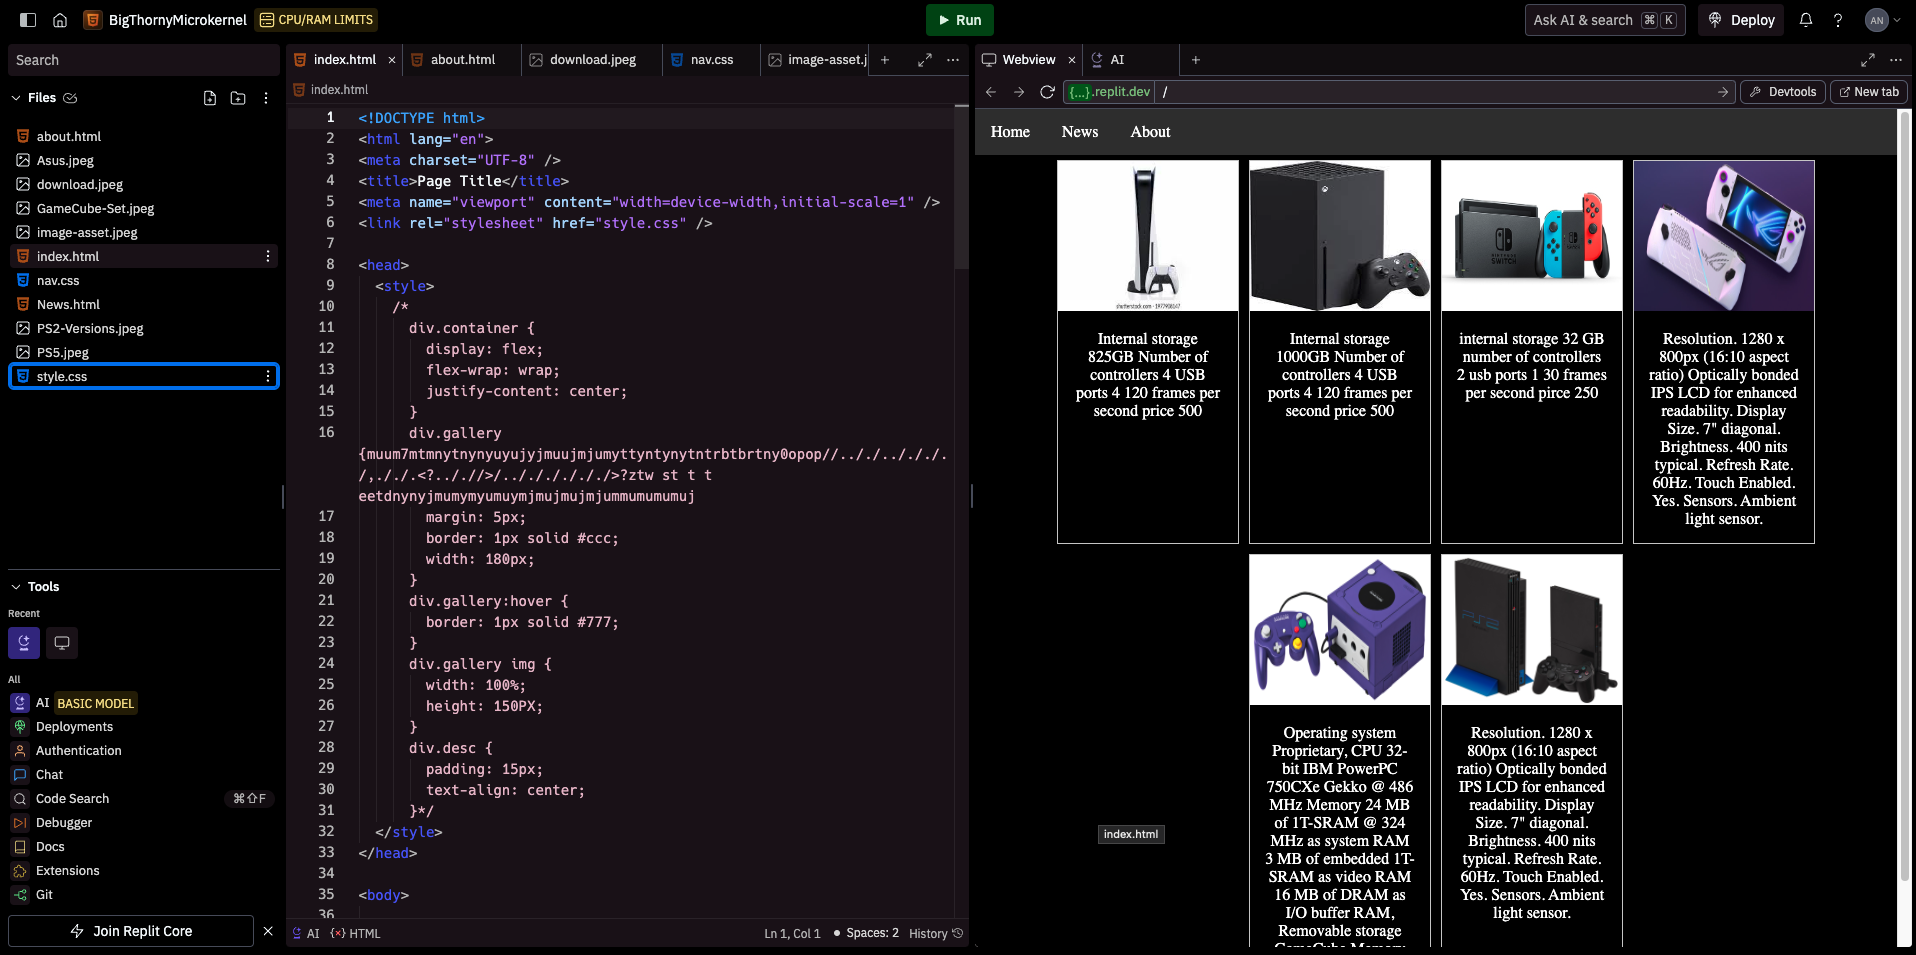 BigThornyMicrokernel
CPU/RAM LIMITS
Run
Ask AI & search ⌘ K
Deploy
AN
Search
Files
about.html
Asus.jpeg
download.jpeg
GameCube-Set.jpeg
image-asset.jpeg
index.html
nav.css
News.html
PS2-Versions.jpeg
PS5.jpeg
style.css
Tools
Recent
All
AI BASIC MODEL
Deployments
Authentication
Chat
Code Search ⌘⇧F
Debugger
Docs
Extensions
Git
Join Replit Core
index.html
about.html
download.jpeg
nav.css
image-asset.j
index.html
1 <!DOCTYPE html>
2 <html lang="en">
3 <meta charset="UTF-8" />
4 <title>Page Title</title>
5 <meta name="viewport" content="width=device-width,initial-scale=1" />
6 <link rel="stylesheet" href="style.css" />
7
8 <head>
9 <style>
10 /*
11 div.container {
12 display: flex;
13 flex-wrap: wrap;
14 justify-content: center;
15 }
16 div.gallery
{muum7mtmnytnynyuyujyjmuujmjumyttyntynytntrbtbrtny0opop//.././../././.
/,././.<?.././/>/./././././././>?ztw st t t
eetdnynyjmumymyumuymjmujmujmjummumumumuj
17 margin: 5px;
18 border: 1px solid #ccc;
19 width: 180px;
20 }
21 div.gallery:hover {
22 border: 1px solid #777;
23 }
24 div.gallery img {
25 width: 100%;
26 height: 150PX;
27 }
28 div.desc {
29 padding: 15px;
30 text-align: center;
31 }*/
32 </style>
33 </head>
34
35 <body>
36
AI
HTML
Ln 1, Col 1
Spaces: 2
History
Webview
AI
{...}.replit.dev /
Devtools
New tab
Home
News
About
shutterstock.com · 1977908147
Internal storage
825GB Number of
controllers 4 USB
ports 4 120 frames per
second price 500
Internal storage
1000GB Number of
controllers 4 USB
ports 4 120 frames per
second price 500
NINTENDO
SWITCH
internal storage 32 GB
number of controllers
2 usb ports 1 30 frames
per second pirce 250
Resolution. 1280 x
800px (16:10 aspect
ratio) Optically bonded
IPS LCD for enhanced
readability. Display
Size. 7" diagonal.
Brightness. 400 nits
typical. Refresh Rate.
60Hz. Touch Enabled.
Yes. Sensors. Ambient
light sensor.
Operating system
Proprietary, CPU 32-
bit IBM PowerPC
750CXe Gekko @ 486
MHz Memory 24 MB
of 1T-SRAM @ 324
MHz as system RAM
3 MB of embedded 1T-
SRAM as video RAM
16 MB of DRAM as
I/O buffer RAM,
Removable storage
GameCube Memory
PS2
Resolution. 1280 x
800px (16:10 aspect
ratio) Optically bonded
IPS LCD for enhanced
readability. Display
Size. 7" diagonal.
Brightness. 400 nits
typical. Refresh Rate.
60Hz. Touch Enabled.
Yes. Sensors. Ambient
light sensor.
index.html